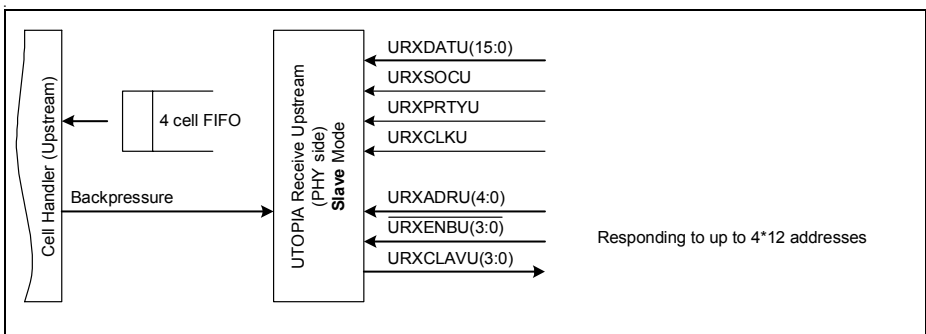 Cell Handler (Upstream)
4 cell FIFO
Backpressure
UTOPIA Receive Upstream
(PHY side)
Slave Mode
URXDATU(15:0)
URXSOCU
URXPRTYU
URXCLKU
URXADRU(4:0)
URXENBU(3:0)
URXCLAVU(3:0)
Responding to up to 4*12 addresses